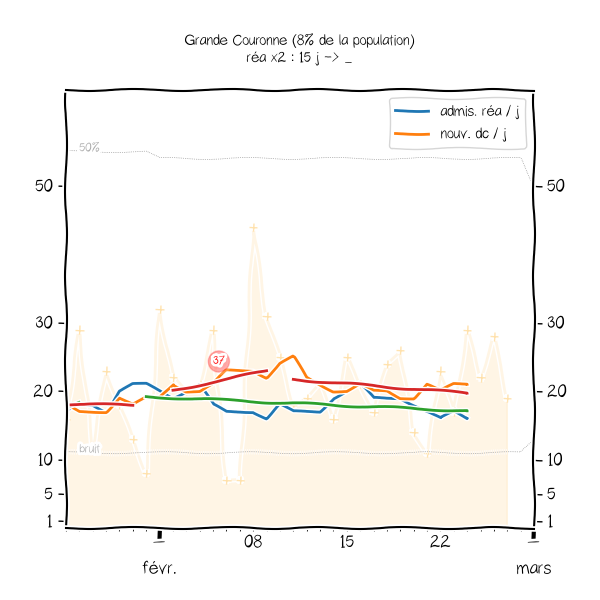 Grande Couronne (8% de la population)
réa x2 : 15 j -> _
admis. réa / j
nouv. dc / j
50%
50
50
37
30
30
20
20
bruit
10
10
5
5
1
1
08
15
22
févr.
mars